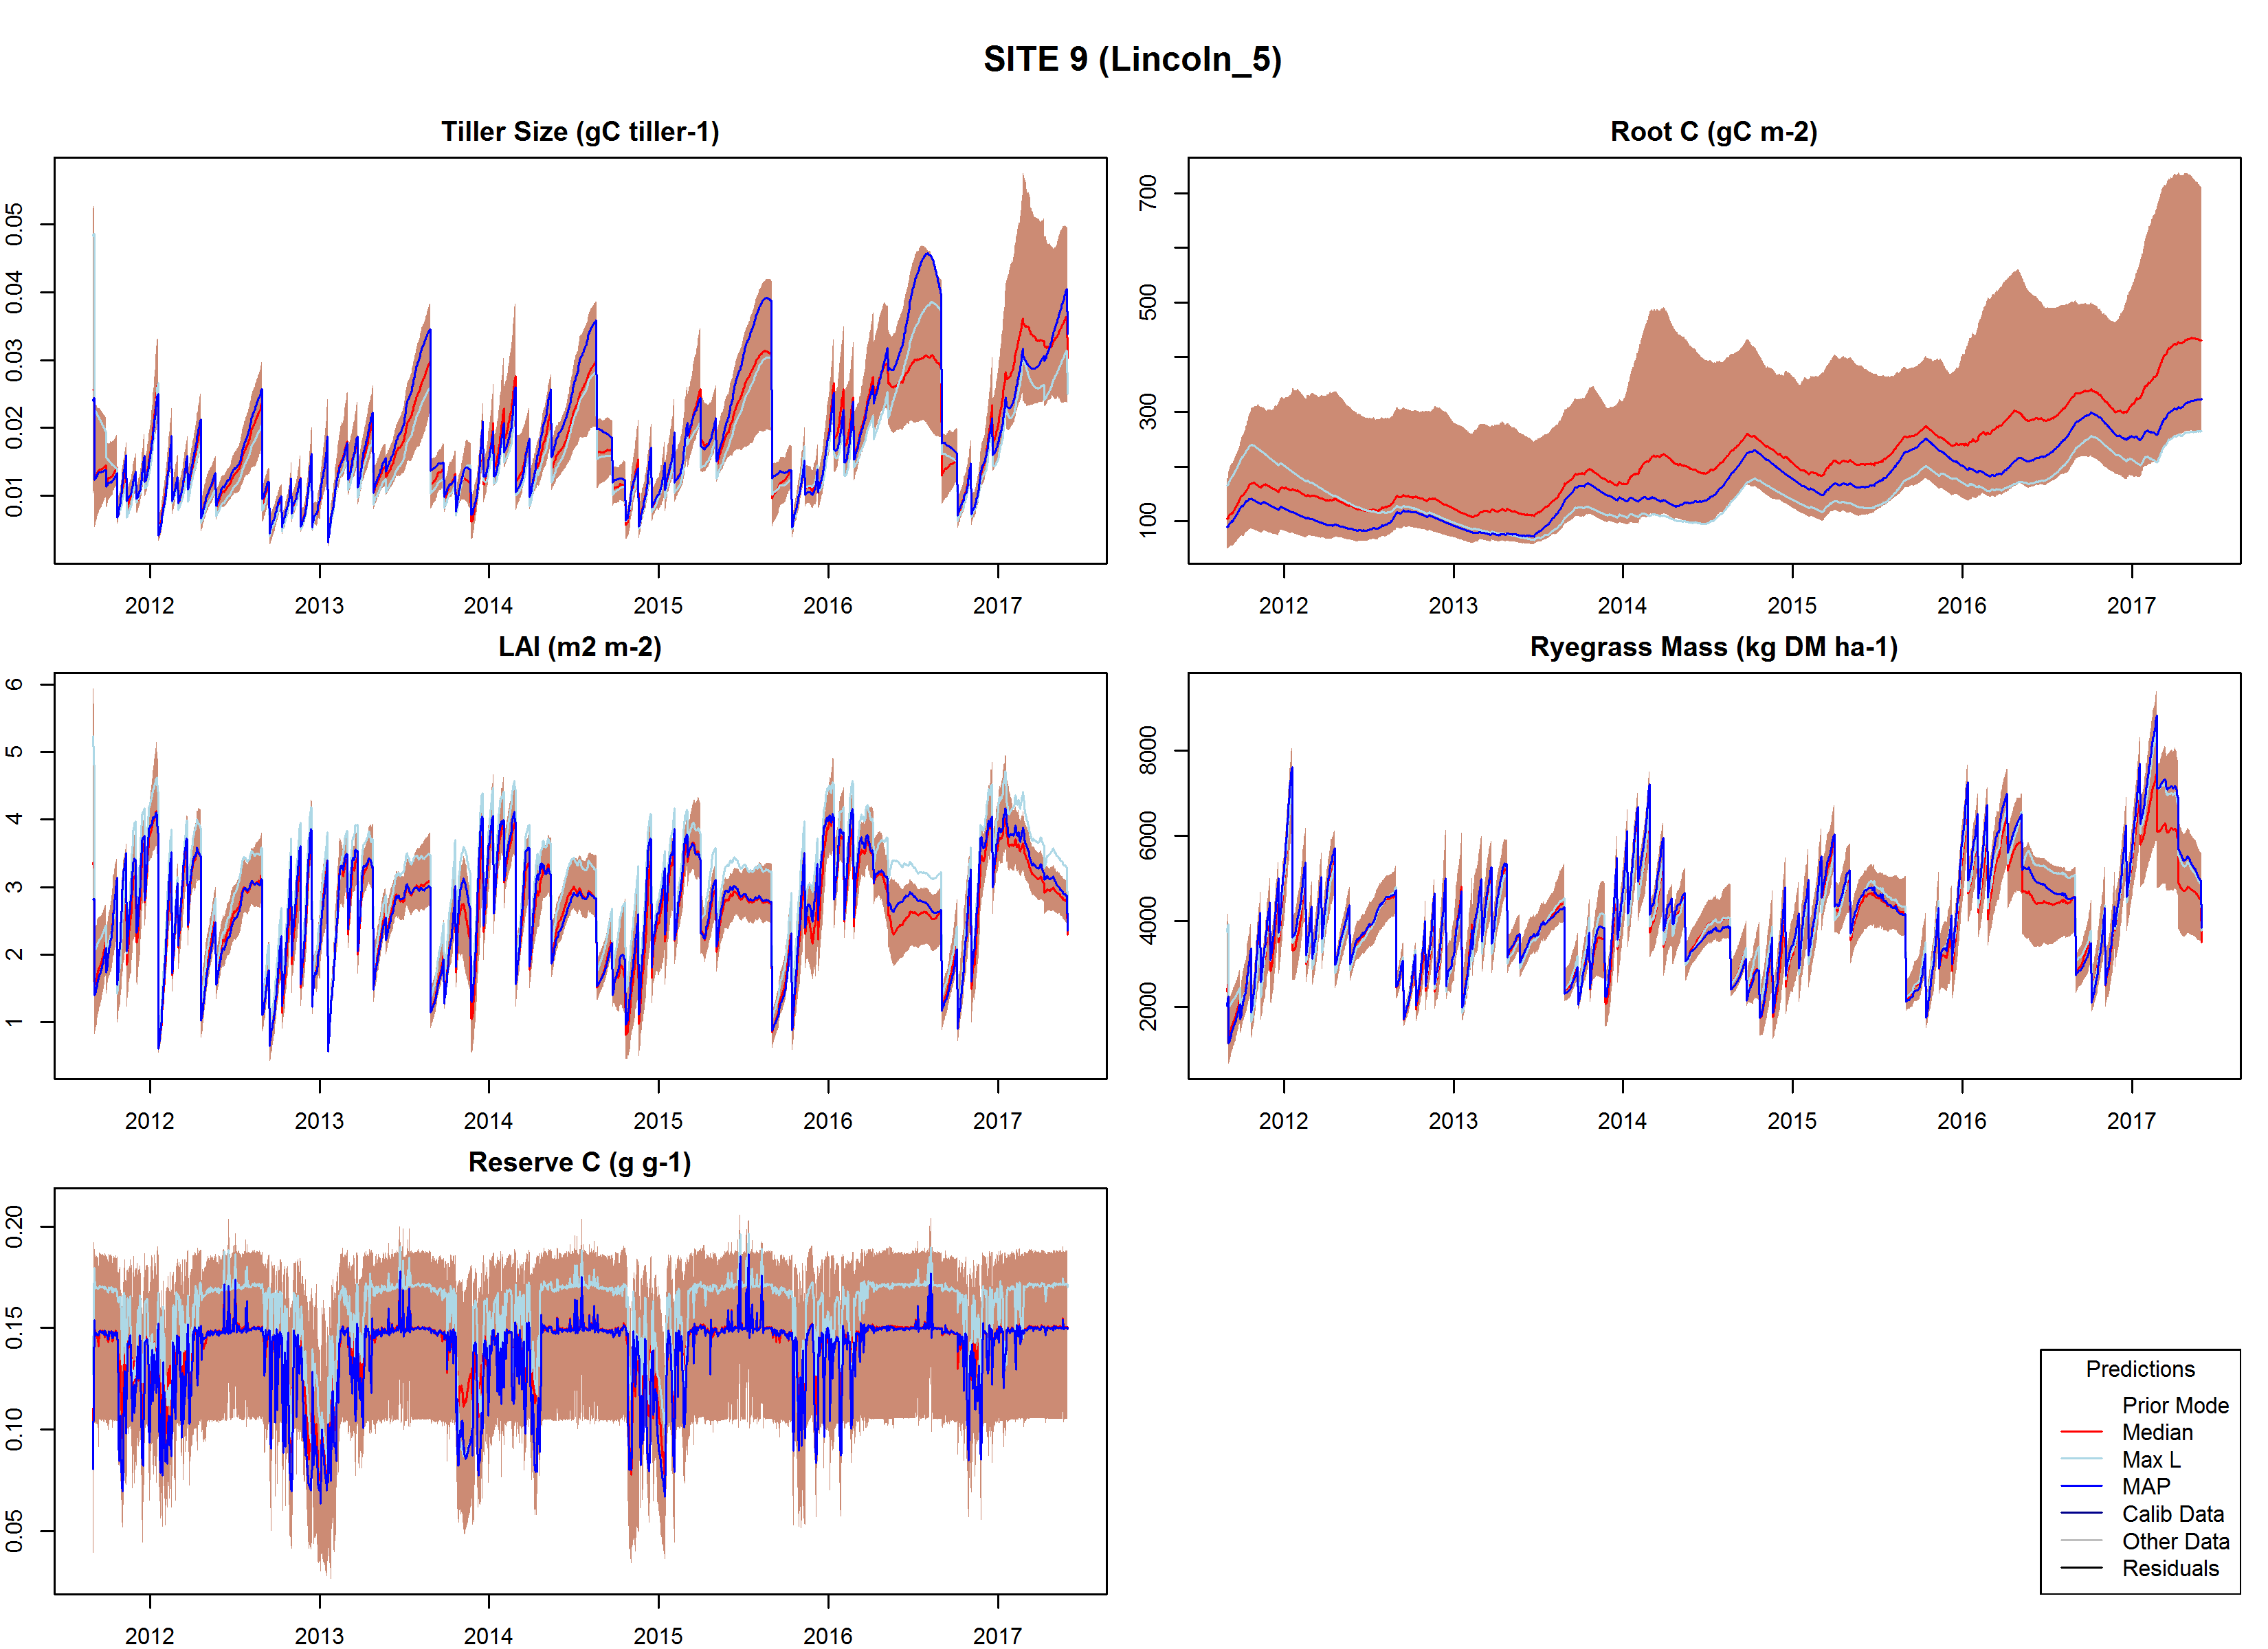 SITE 9 (Lincoln_5)
Tiller Size (gC tiller-1)
0.05
0.04
0.03
0.02
0.01
2012 2013 2014 2015 2016 2017
Root C (gC m-2)
700
500
300
100
2012 2013 2014 2015 2016 2017
LAI (m2 m-2)
6
5
4
3
2
1
2012 2013 2014 2015 2016 2017
Ryegrass Mass (kg DM ha-1)
8000
6000
4000
2000
2012 2013 2014 2015 2016 2017
Reserve C (g g-1)
0.20
0.15
0.10
0.05
2012 2013 2014 2015 2016 2017
Predictions
Prior Mode
Median
Max L
MAP
Calib Data
Other Data
Residuals